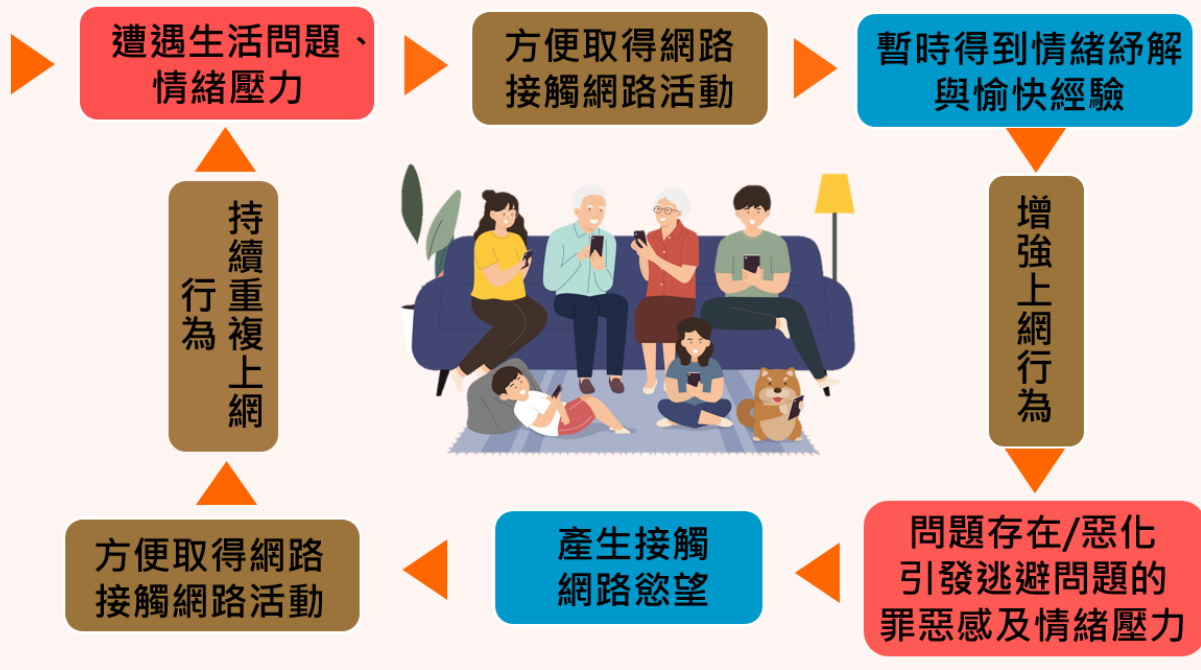 遭遇生活問題、
情緒壓力
方便取得網路
接觸網路活動
暫時得到情緒紓解
與愉快經驗
增強上網行為
問題存在/惡化
引發逃避問題的
罪惡感及情緒壓力
產生接觸
網路慾望
方便取得網路
接觸網路活動
持續重複上網
行為